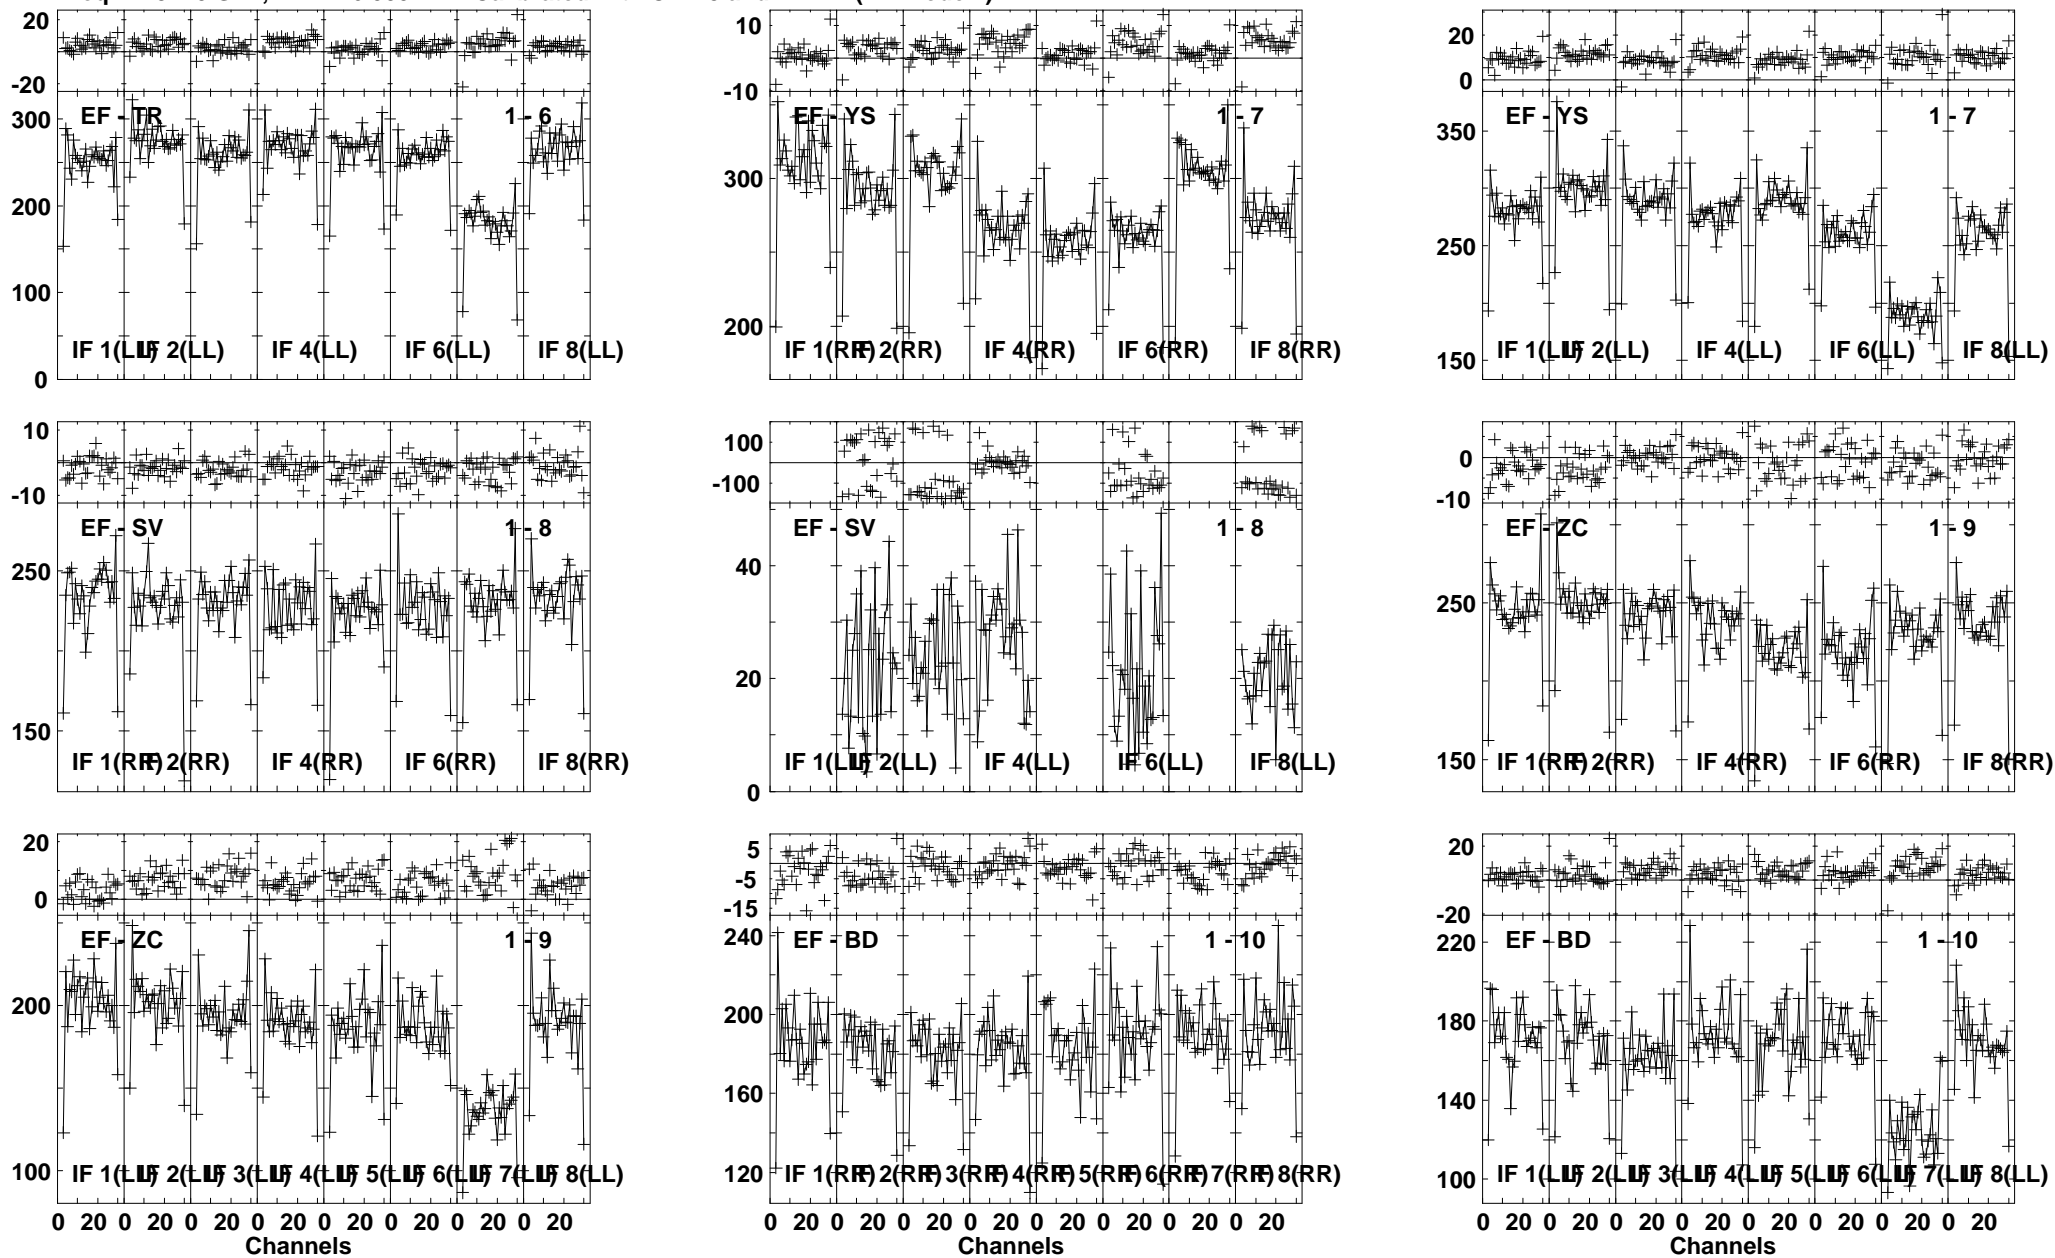 20
-20
300
200
100
0
EF - TR
1 - 6
IF 1(LL)
IF 2(LL)
IF 4(LL)
IF 6(LL)
IF 8(LL)
10
-10
300
200
EF - YS
1 - 7
IF 1(RR)
IF 2(RR)
IF 4(RR)
IF 6(RR)
IF 8(RR)
20
0
350
250
150
EF - YS
1 - 7
IF 1(LL)
IF 2(LL)
IF 4(LL)
IF 6(LL)
IF 8(LL)
10
-10
250
150
EF - SV
1 - 8
IF 1(RR)
IF 2(RR)
IF 4(RR)
IF 6(RR)
IF 8(RR)
100
-100
40
20
0
EF - SV
1 - 8
IF 1(LL)
IF 2(LL)
IF 4(LL)
IF 6(LL)
IF 8(LL)
0
-10
250
150
EF - ZC
1 - 9
IF 1(RR)
IF 2(RR)
IF 4(RR)
IF 6(RR)
IF 8(RR)
20
0
200
100
EF - ZC
1 - 9
IF 1(LL)
IF 2(LL)
IF 3(LL)
IF 4(LL)
IF 5(LL)
IF 6(LL)
IF 7(LL)
IF 8(LL)
0 20 0 20 0 20 0 20 0 20 0 20 0 20 0 20
Channels
5
-5
-15
240
200
160
120
EF - BD
1 - 10
IF 1(RR)
IF 2(RR)
IF 3(RR)
IF 4(RR)
IF 5(RR)
IF 6(RR)
IF 7(RR)
IF 8(RR)
0 20 0 20 0 20 0 20 0 20 0 20 0 20 0 20
Channels
20
-20
220
180
140
100
EF - BD
1 - 10
IF 1(LL)
IF 2(LL)
IF 3(LL)
IF 4(LL)
IF 5(LL)
IF 6(LL)
IF 7(LL)
IF 8(LL)
0 20 0 20 0 20 0 20 0 20 0 20 0 20 0 20
Channels